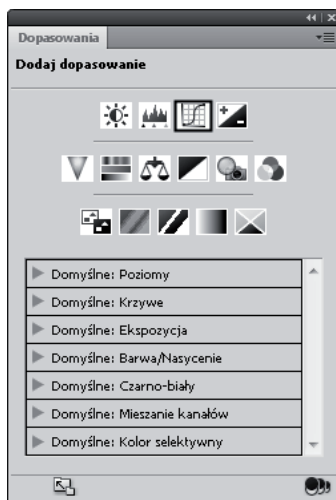 Dopasowania
Dodaj dopasowanie
Domyślne: Poziomy
Domyślne: Krzywe
Domyślne: Ekspozycja
Domyślne: Barwa/Nasycenie
Domyślne: Czarno-biały
Domyślne: Mieszanie kanałów
Domyślne: Kolor selektywny